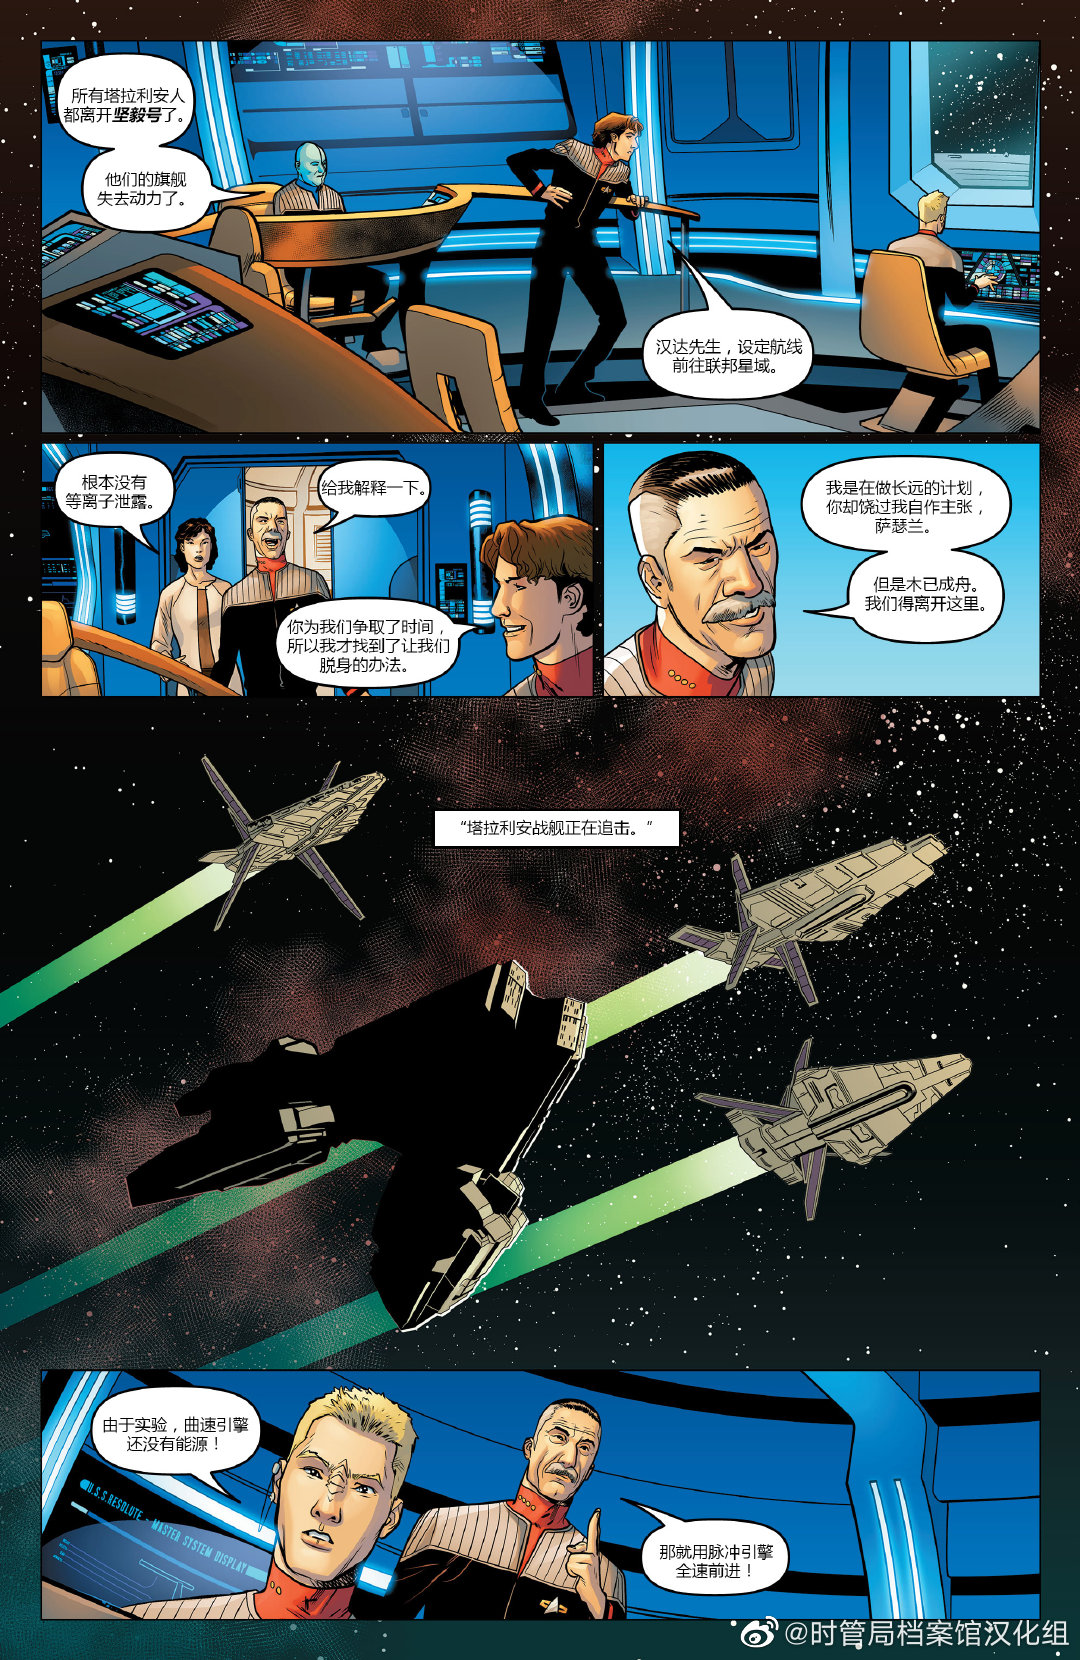 所有塔拉利安人
都离开坚毅号了。
他们的旗舰
失去动力了。
汉达先生，设定航线
前往联邦星域。
根本没有
等离子泄露。
给我解释一下。
你为我们争取了时间，
所以我才找到了让我们
脱身的办法。
我是在做长远的计划，
你却饶过我自作主张，
萨瑟兰。
但是木已成舟。
我们得离开这里。
“塔拉利安战舰正在追击。”
由于实验，曲速引擎
还没有能源！
U.S.S. RESOLUTE - MASTER SYSTEM DISPLAY
那就用脉冲引擎
全速前进！
@时管局档案馆汉化组